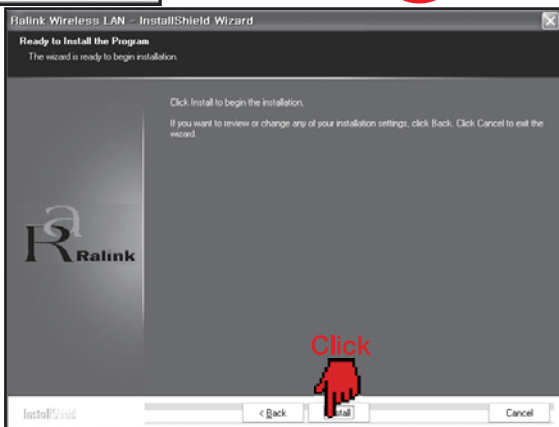 Ralink Wireless LAN - InstallShield Wizard
Ready to Install the Program
The wizard is ready to begin installation.
Click Install to begin the installation.
If you want to review or change any of your installation settings, click Back. Click Cancel to exit the
wizard.
Ralink
Click
InstallShield
< Back
Cancel